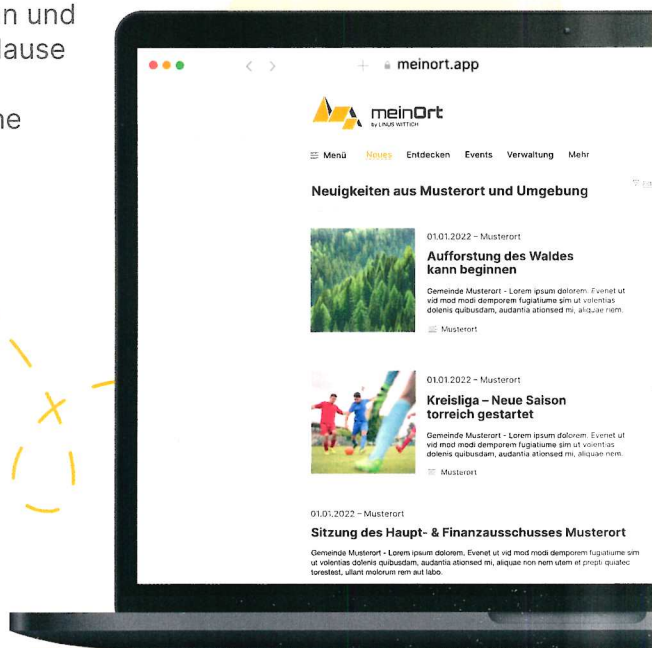 n und
lause
ne
meinort.app
meinOrt
by LINUS WITTICH
Menü Neues Entdecken Events Verwaltung Mehr
Neuigkeiten aus Musterort und Umgebung
01.01.2022 – Musterort
Aufforstung des Waldes
kann beginnen
Gemeinde Musterort - Lorem ipsum dolorem. Evenet ut
vid mod modi demporem fugiatiume sim ut volentias
dolenis quibusdam, audantia ationsed mi, aliquae nem.
Musterort
01.01.2022 – Musterort
Kreisliga – Neue Saison
torreich gestartet
Gemeinde Musterort - Lorem ipsum dolorem. Evenet ut
vid mod modi demporem fugiatiume sim ut volentias
dolenis quibusdam, audantia ationsed mi, aliquae nem.
Musterort
01.01.2022 – Musterort
Sitzung des Haupt- & Finanzausschusses Musterort
Gemeinde Musterort - Lorem ipsum dolorem. Evenet ut vid mod modi demporem fugiatiume sim
ut volentias dolenis quibusdam, audantia ationsed mi, aliquae non nem utem et prepti quiatec
torestest, ullant molorum rem aut labo.